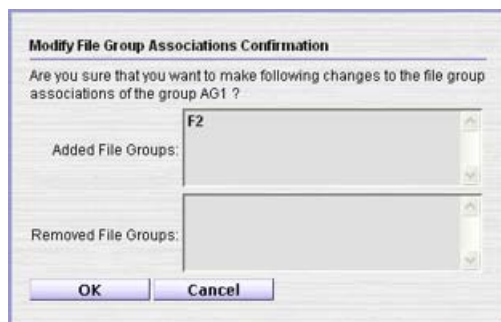 Modify File Group Associations Confirmation
Are you sure that you want to make following changes to the file group
associations of the group AG1 ?
F2
Added File Groups:
Removed File Groups:
OK Cancel